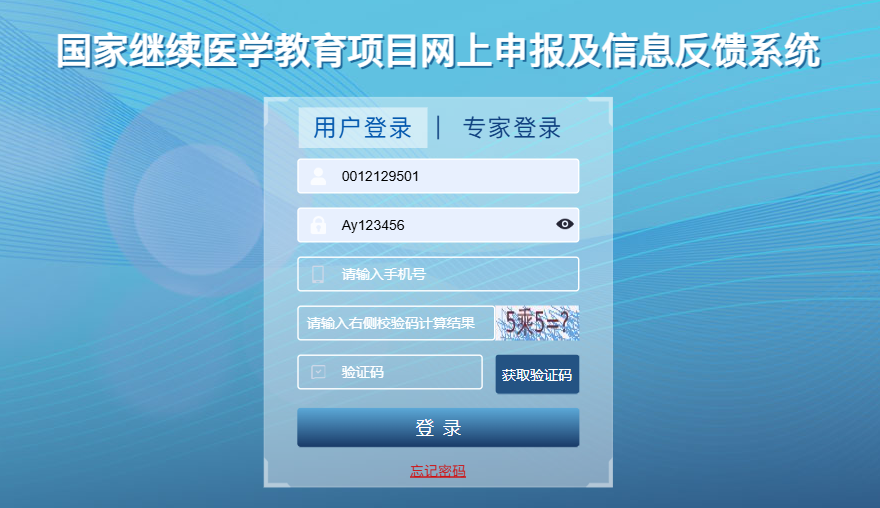 国家继续医学教育项目网上申报及信息反馈系统
用户登录 | 专家登录
0012129501
Ay123456
请输入手机号
请输入右侧校验码计算结果 5乘5=?
验证码 获取验证码
登 录
忘记密码